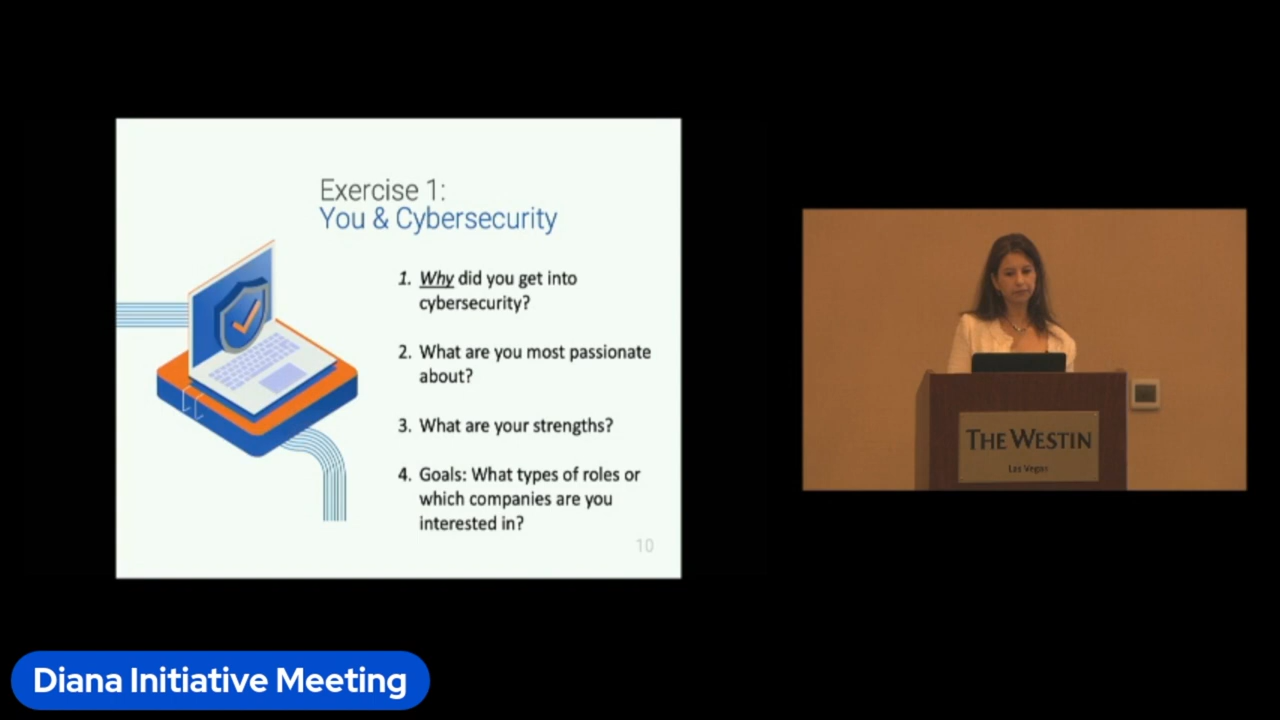 Exercise 1:
You & Cybersecurity
1. Why did you get into
cybersecurity?
2. What are you most passionate
about?
3. What are your strengths?
4. Goals: What types of roles or
which companies are you
interested in?
10
THE WESTIN
Las Vegas
Diana Initiative Meeting